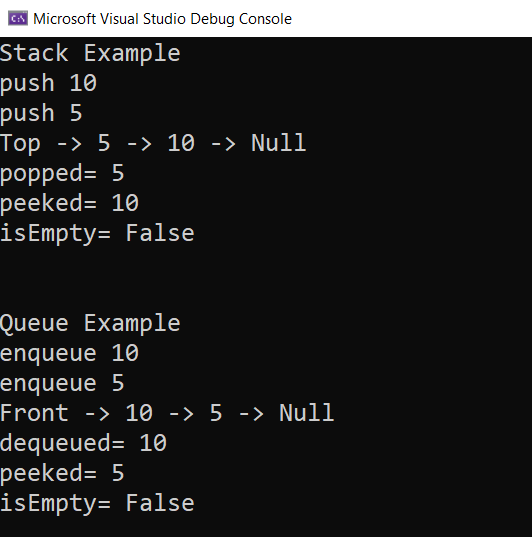 C:\ Microsoft Visual Studio Debug Console
Stack Example
push 10
push 5
Top -> 5 -> 10 -> Null
popped= 5
peeked= 10
isEmpty= False
Queue Example
enqueue 10
enqueue 5
Front -> 10 -> 5 -> Null
dequeued= 10
peeked= 5
isEmpty= False